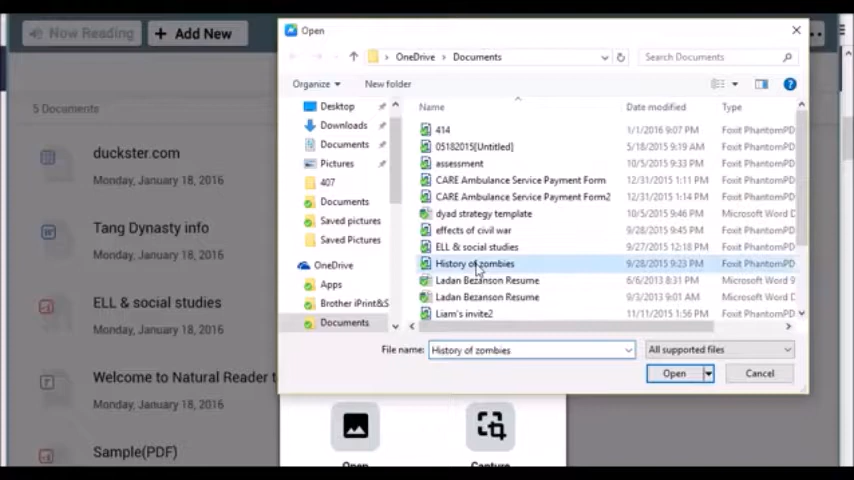 Now Reading
+ Add New
5 Documents
duckster.com
Monday, January 18, 2016
Tang Dynasty info
Monday, January 18, 2016
ELL & social studies
Monday, January 18, 2016
Welcome to Natural Reader t
Monday, January 18, 2016
Sample(PDF)
Open
OneDrive > Documents
Search Documents
Organize
New folder
Desktop
Downloads
Documents
Pictures
407
Documents
Saved pictures
Saved Pictures
OneDrive
Apps
Brother iPrint&S
Documents
Name Date modified Type
414 1/1/2016 9:07 PM Foxit PhantomPD
05182015[Untitled] 5/18/2015 9:19 AM Foxit PhantomPD
assessment 10/5/2015 9:33 PM Foxit PhantomPD
CARE Ambulance Service Payment Form 12/31/2015 1:11 PM Foxit PhantomPD
CARE Ambulance Service Payment Form2 12/31/2015 1:14 PM Foxit PhantomPD
dyad strategy template 10/5/2015 9:46 PM Microsoft Word D
effects of civil war 9/28/2015 9:45 PM Foxit PhantomPD
ELL & social studies 9/27/2015 12:18 PM Foxit PhantomPD
History of zombies 9/28/2015 9:23 PM Foxit PhantomPD
Ladan Bezanson Resume 6/6/2013 8:31 PM Microsoft Word 9
Ladan Bezanson Resume 9/3/2013 9:01 AM Microsoft Word D
Liam's invite2 11/11/2015 1:56 PM Foxit PhantomPD
File name: History of zombies
All supported files
Open
Cancel
Open
Capture